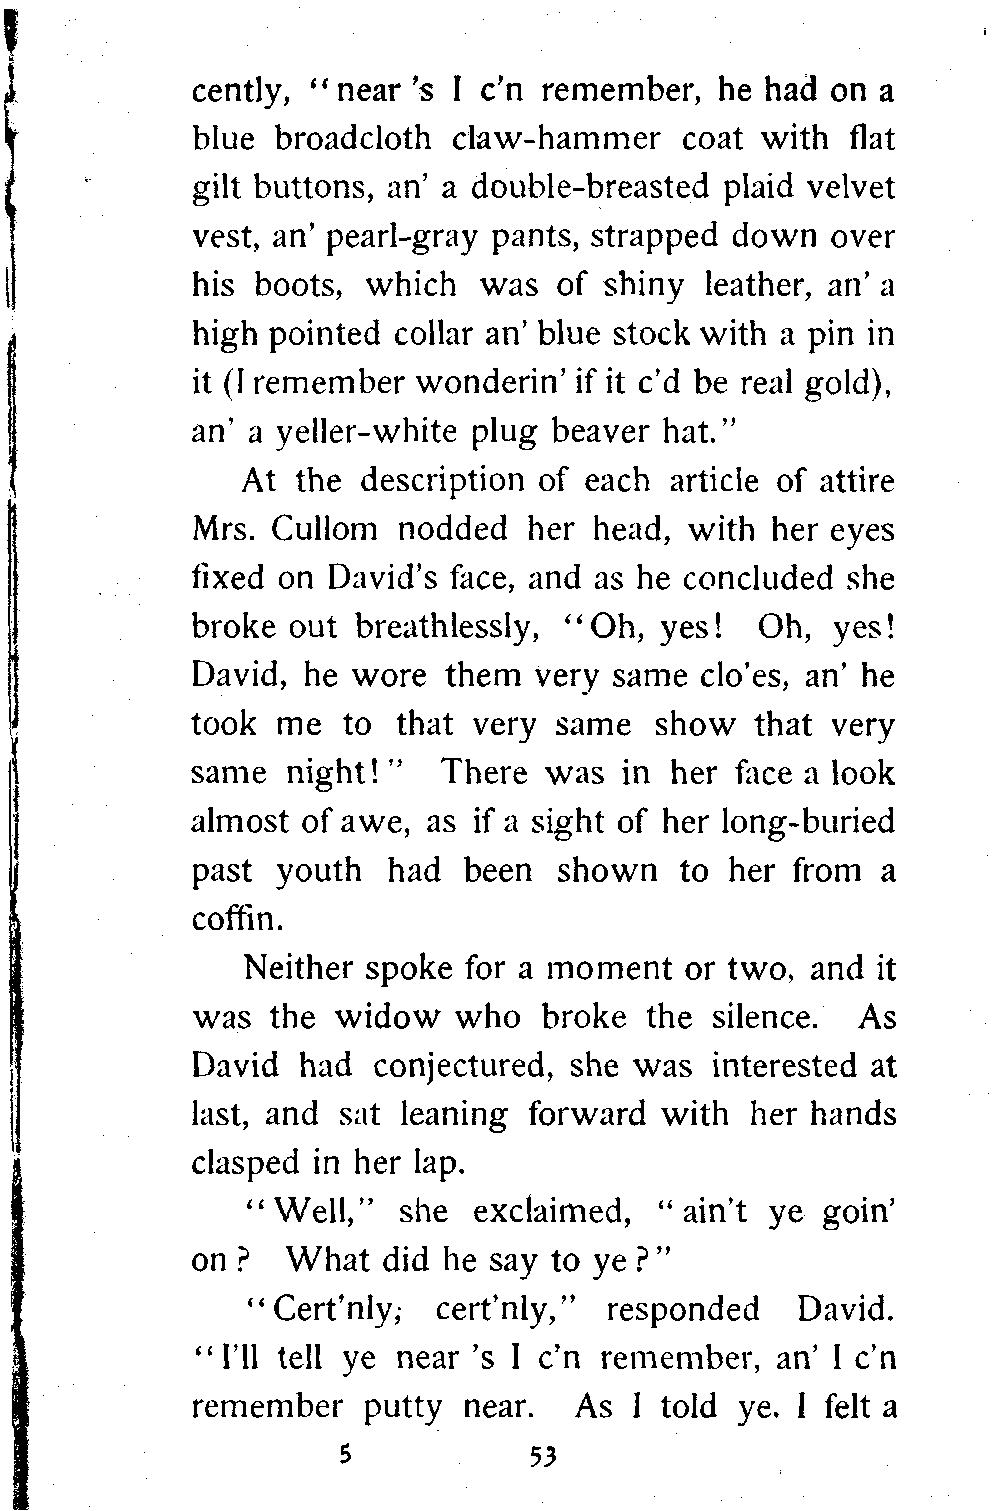 cently, “near 's I c'n remember, he had on a
blue broadcloth claw-hammer coat with flat
gilt buttons, an' a double-breasted plaid velvet
vest, an' pearl-gray pants, strapped down over
his boots, which was of shiny leather, an' a
high pointed collar an' blue stock with a pin in
it (I remember wonderin' if it c'd be real gold),
an' a yeller-white plug beaver hat.”
At the description of each article of attire
Mrs. Cullom nodded her head, with her eyes
fixed on David's face, and as he concluded she
broke out breathlessly, “Oh, yes! Oh, yes!
David, he wore them very same clo'es, an' he
took me to that very same show that very
same night!” There was in her face a look
almost of awe, as if a sight of her long-buried
past youth had been shown to her from a
coffin.
Neither spoke for a moment or two, and it
was the widow who broke the silence. As
David had conjectured, she was interested at
last, and sat leaning forward with her hands
clasped in her lap.
“Well,” she exclaimed, “ain't ye goin'
on? What did he say to ye?”
“Cert'nly; cert'nly,” responded David.
“I'll tell ye near 's I c'n remember, an' I c'n
remember putty near. As I told ye. I felt a
5 53